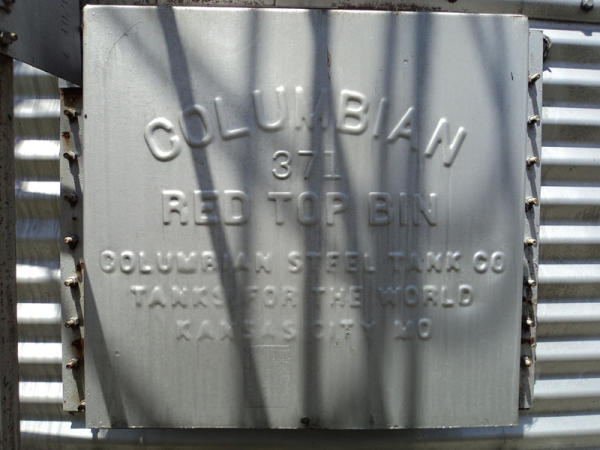 COLUMBIAN
371
RED TOP BIN
COLUMBIAN STEEL TANK CO
TANKS FOR THE WORLD
KANSAS CITY MO